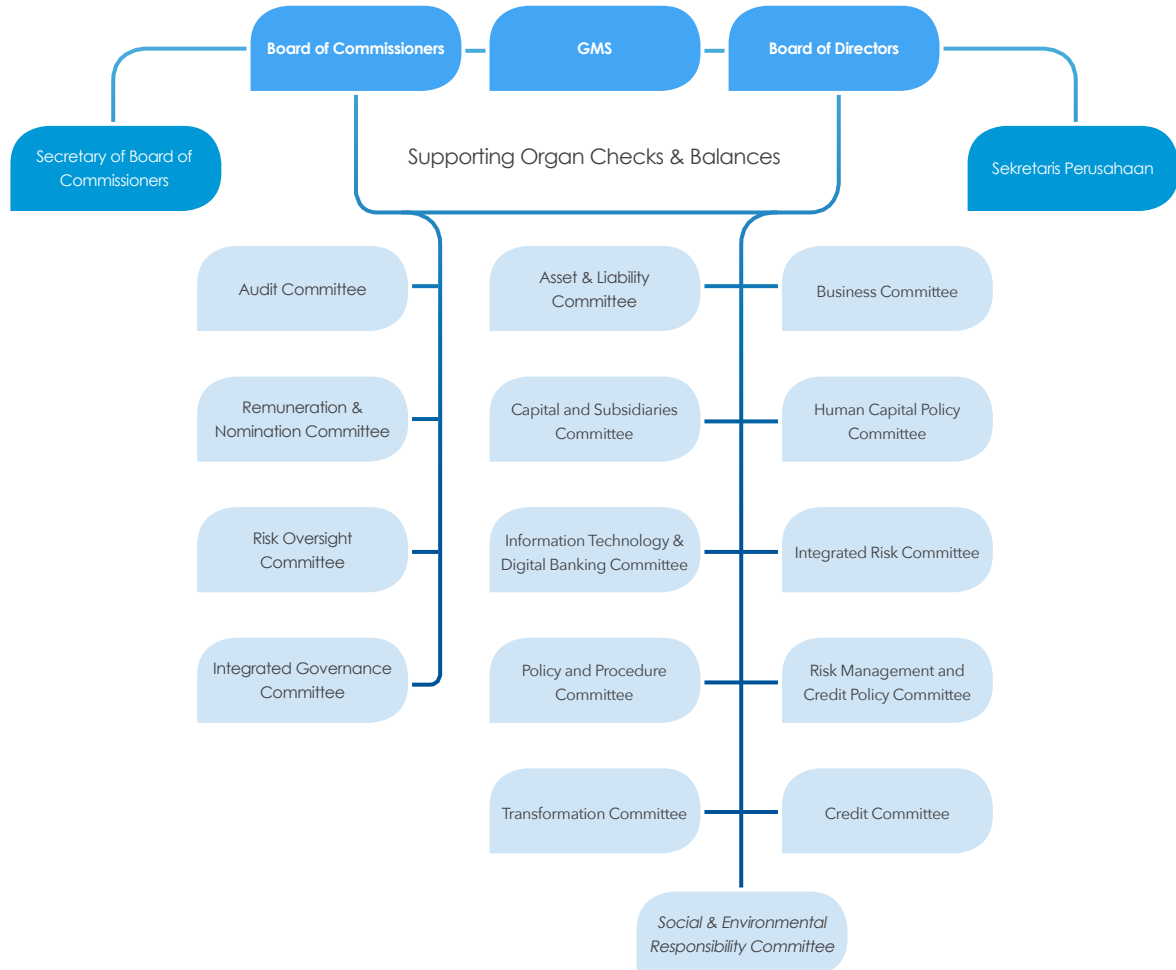 Board of Commissioners
GMS
Board of Directors
Secretary of Board of
Commissioners
Supporting Organ Checks & Balances
Sekretaris Perusahaan
Audit Committee
Asset & Liability
Committee
Business Committee
Remuneration &
Nomination Committee
Capital and Subsidiaries
Committee
Human Capital Policy
Committee
Risk Oversight
Committee
Information Technology &
Digital Banking Committee
Integrated Risk Committee
Integrated Governance
Committee
Policy and Procedure
Committee
Risk Management and
Credit Policy Committee
Transformation Committee
Credit Committee
Social & Environmental
Responsibility Committee